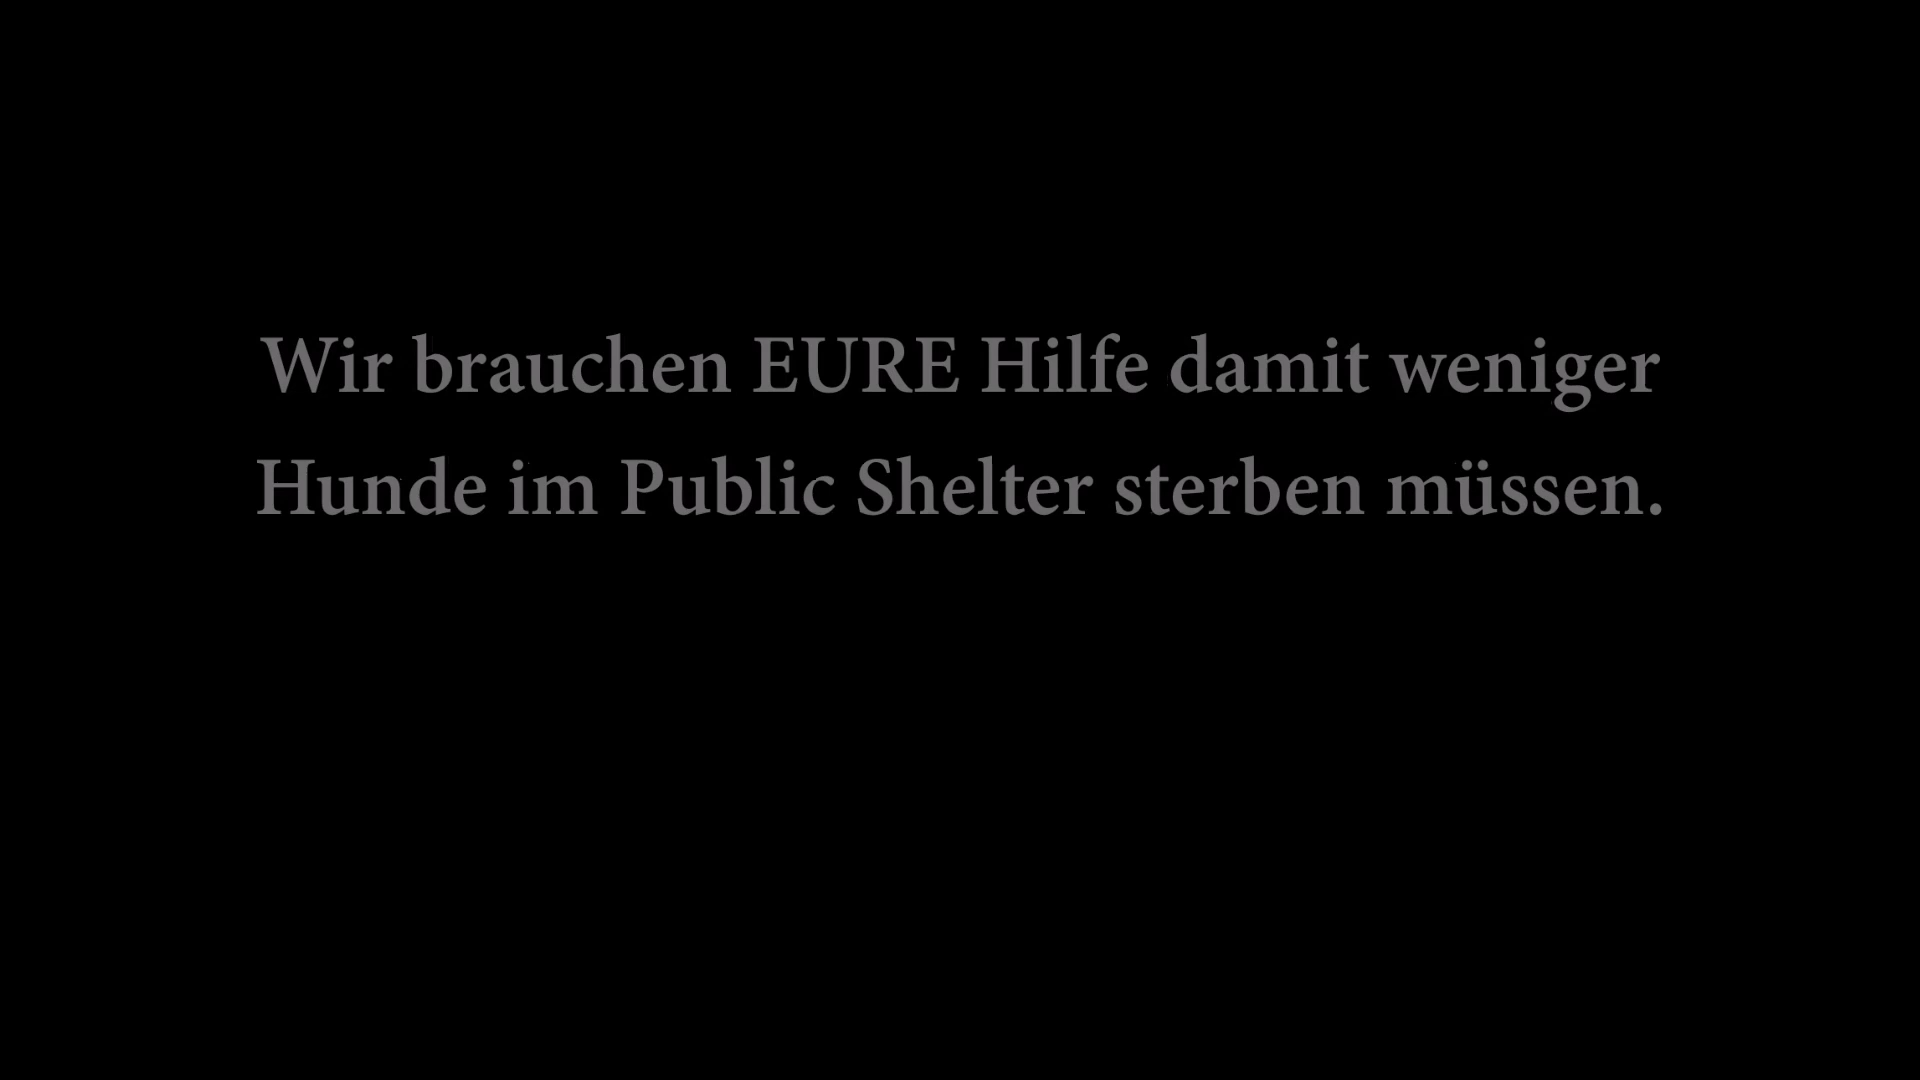 Wir brauchen EURE Hilfe damit weniger
Hunde im Public Shelter sterben müssen.